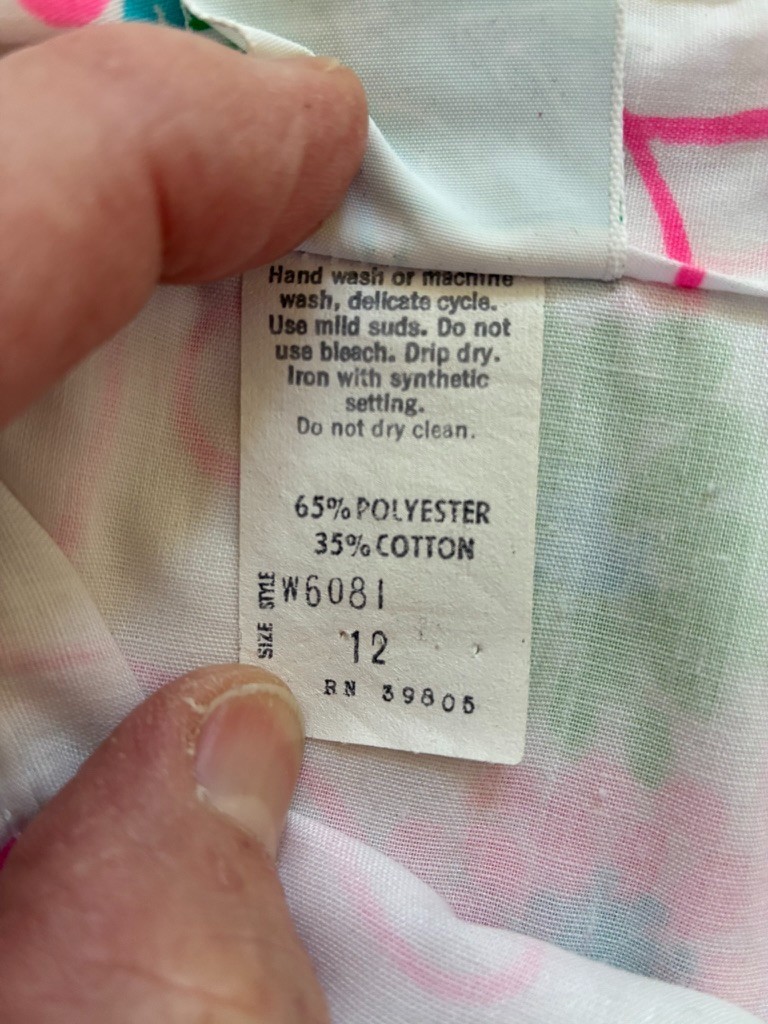 Hand wash or machine
wash, delicate cycle.
Use mild suds. Do not
use bleach. Drip dry.
Iron with synthetic
setting.
Do not dry clean.
65% POLYESTER
35% COTTON
STYLE W6081
SIZE 12
RN 39805